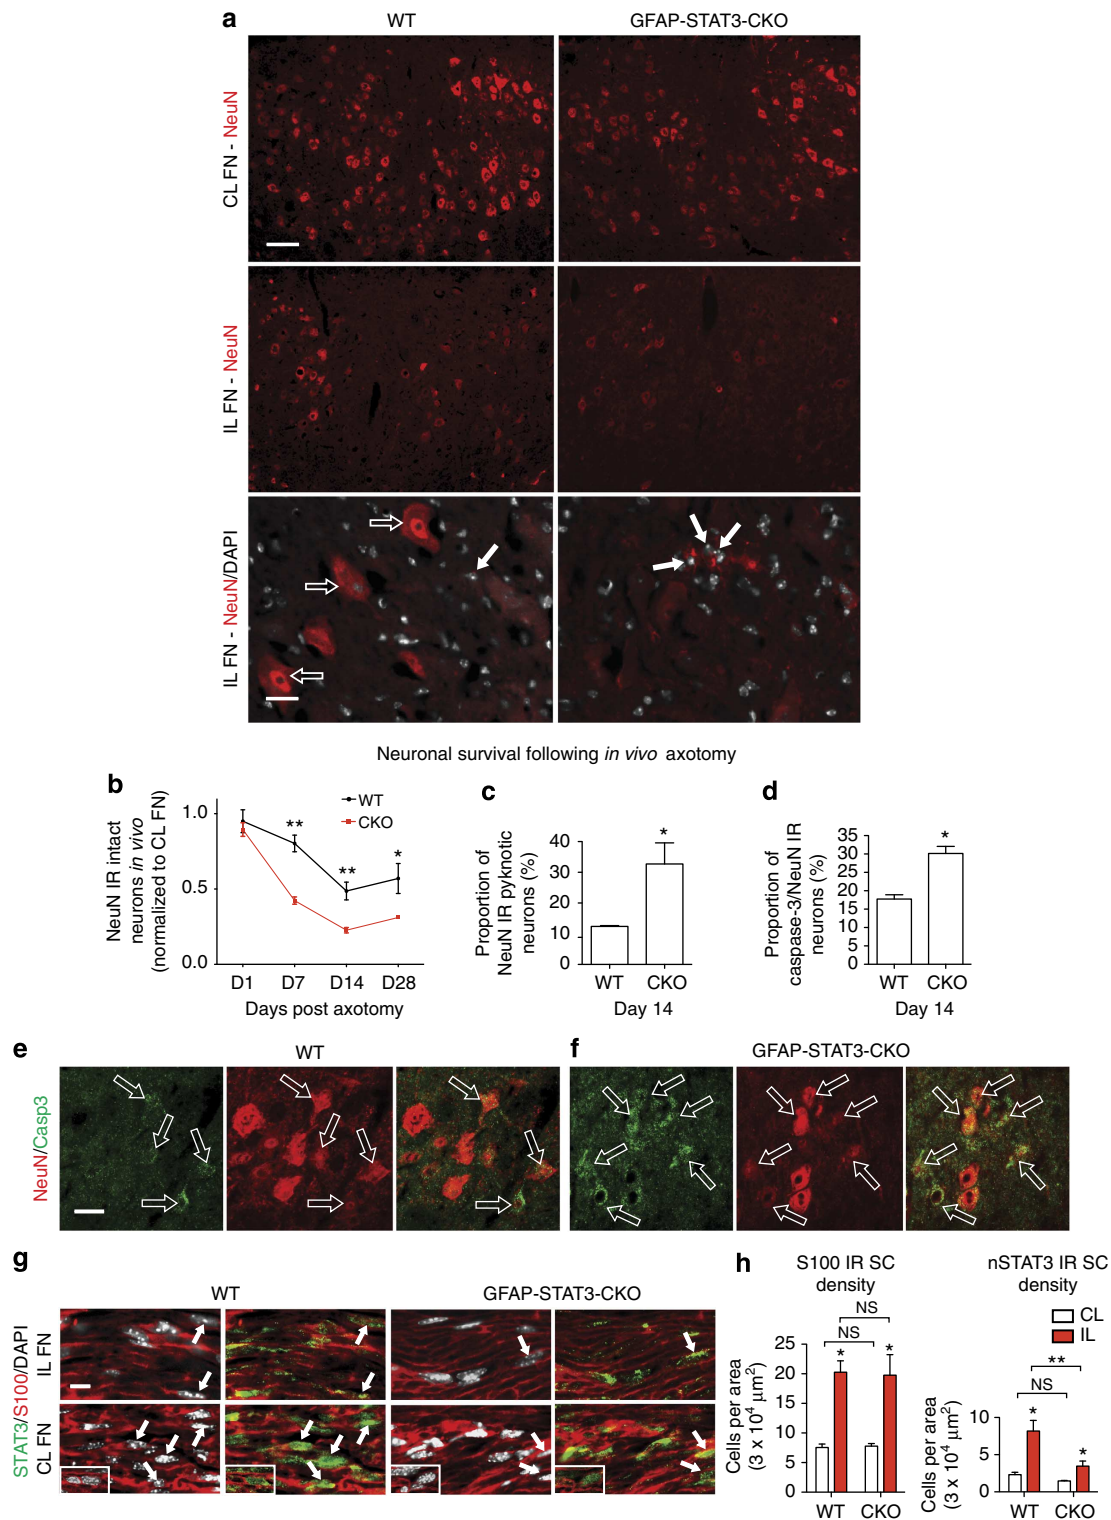 a
WT
GFAP-STAT3-CKO
CL FN - NeuN
IL FN - NeuN
IL FN - NeuN/DAPI
Neuronal survival following in vivo axotomy
b
NeuN IR intact
neurons in vivo
(normalized to CL FN)
1.0
0.5
0.0
WT
CKO
**
**
*
D1 D7 D14 D28
Days post axotomy
c
Proportion of
NeuN IR pyknotic
neurons (%)
40
30
20
10
0
*
WT CKO
Day 14
d
Proportion of
caspase-3/NeuN IR
neurons (%)
35
30
25
20
15
10
5
0
*
WT CKO
Day 14
e
WT
NeuN/Casp3
f
GFAP-STAT3-CKO
g
WT
GFAP-STAT3-CKO
STAT3/S100/DAPI
IL FN
CL FN
h
S100 IR SC
density
NS
NS
* *
Cells per area
(3 x 10⁴ µm²)
25
20
15
10
5
0
WT CKO
nSTAT3 IR SC
density
CL
IL
**
NS
*
*
Cells per area
(3 x 10⁴ µm²)
10
5
0
WT CKO